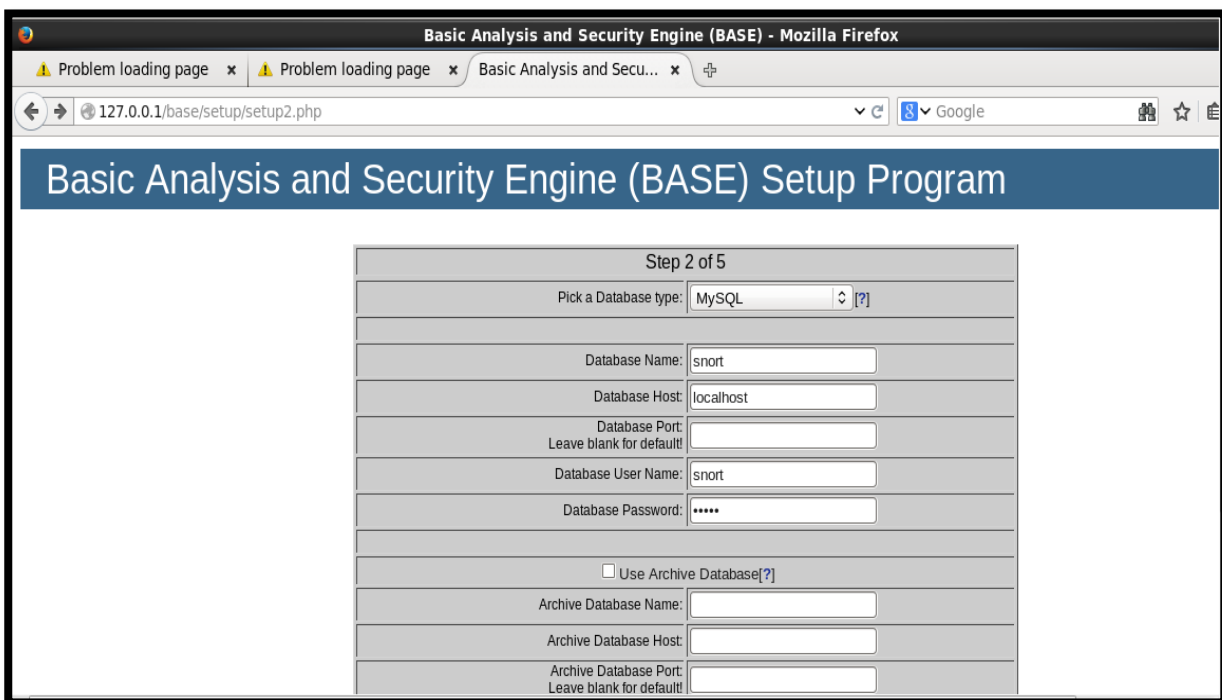 Basic Analysis and Security Engine (BASE) - Mozilla Firefox
Problem loading page x Problem loading page x Basic Analysis and Secu... x
127.0.0.1/base/setup/setup2.php 8 Google
Basic Analysis and Security Engine (BASE) Setup Program
Step 2 of 5
Pick a Database type: MySQL [?]
Database Name: snort
Database Host: localhost
Database Port:
Leave blank for default!
Database User Name: snort
Database Password: •••••
Use Archive Database[?]
Archive Database Name:
Archive Database Host:
Archive Database Port:
Leave blank for default!